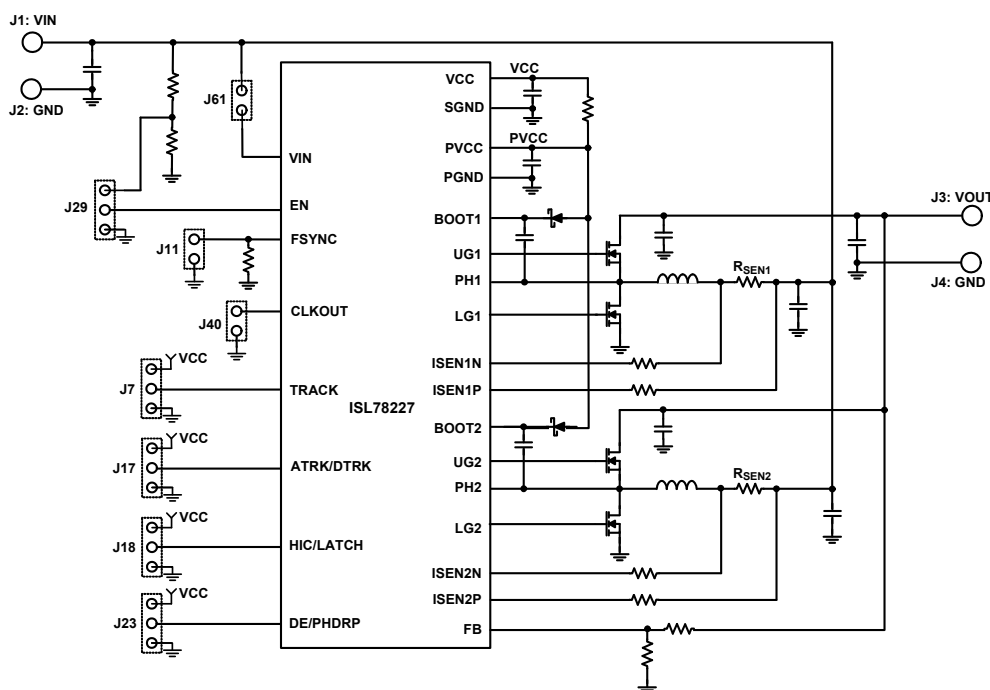 J1: VIN
J2: GND
J61
VIN
J29
EN
J11
FSYNC
J40
CLKOUT
VCC
J7
TRACK
VCC
J17
ATRK/DTRK
VCC
J18
HIC/LATCH
VCC
J23
DE/PHDRP
ISL78227
VCC
VCC
SGND
PVCC
PVCC
PGND
BOOT1
UG1
PH1
LG1
RSEN1
ISEN1N
ISEN1P
BOOT2
UG2
PH2
LG2
RSEN2
ISEN2N
ISEN2P
FB
J3: VOUT
J4: GND